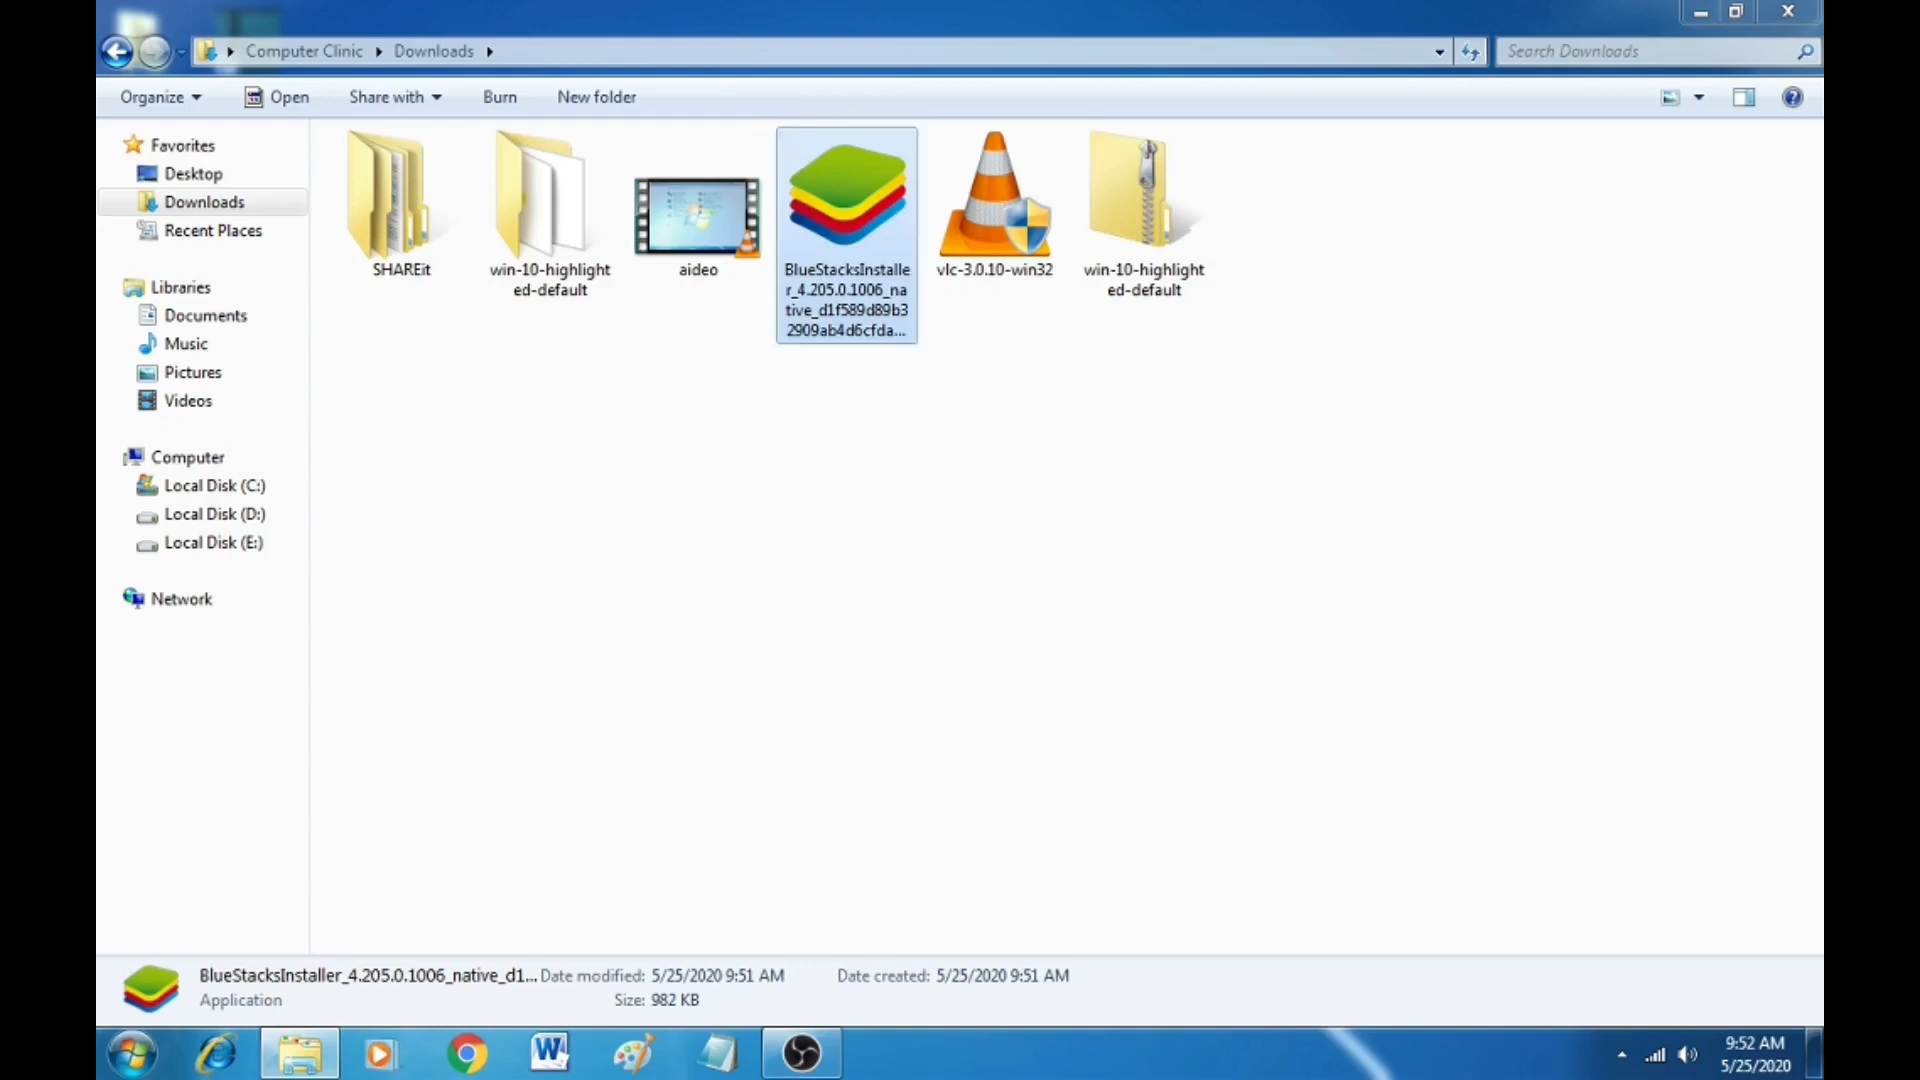 Computer Clinic Downloads
Search Downloads
Organize Open Share with Burn New folder
Favorites
Desktop
Downloads
Recent Places
Libraries
Documents
Music
Pictures
Videos
Computer
Local Disk (C:)
Local Disk (D:)
Local Disk (E:)
Network
SHAREit
win-10-highlight
ed-default
aideo
BlueStacksInstalle
r_4.205.0.1006_na
tive_d1f589d89b3
2909ab4d6cfda...
vlc-3.0.10-win32
win-10-highlight
ed-default
BlueStacksInstaller_4.205.0.1006_native_d1... Date modified: 5/25/2020 9:51 AM Date created: 5/25/2020 9:51 AM
Application Size: 982 KB
9:52 AM
5/25/2020